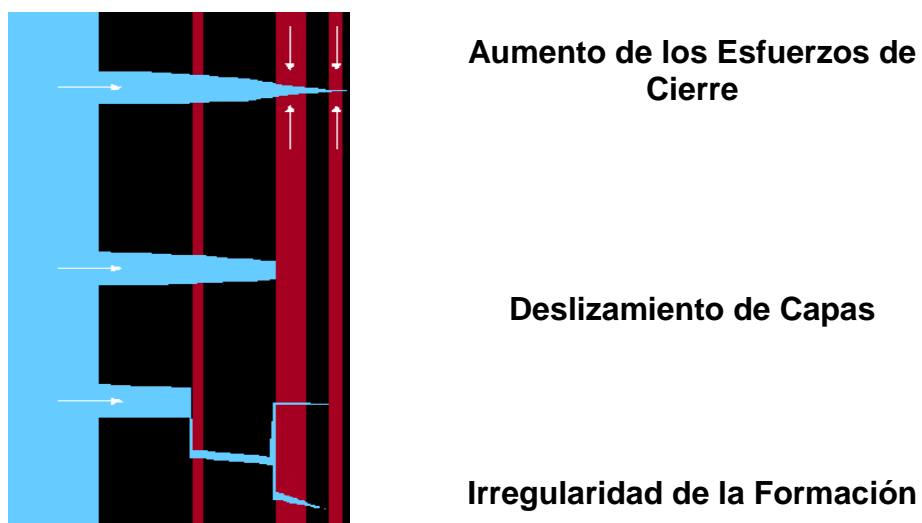 Aumento de los Esfuerzos de
Cierre
Deslizamiento de Capas
Irregularidad de la Formación